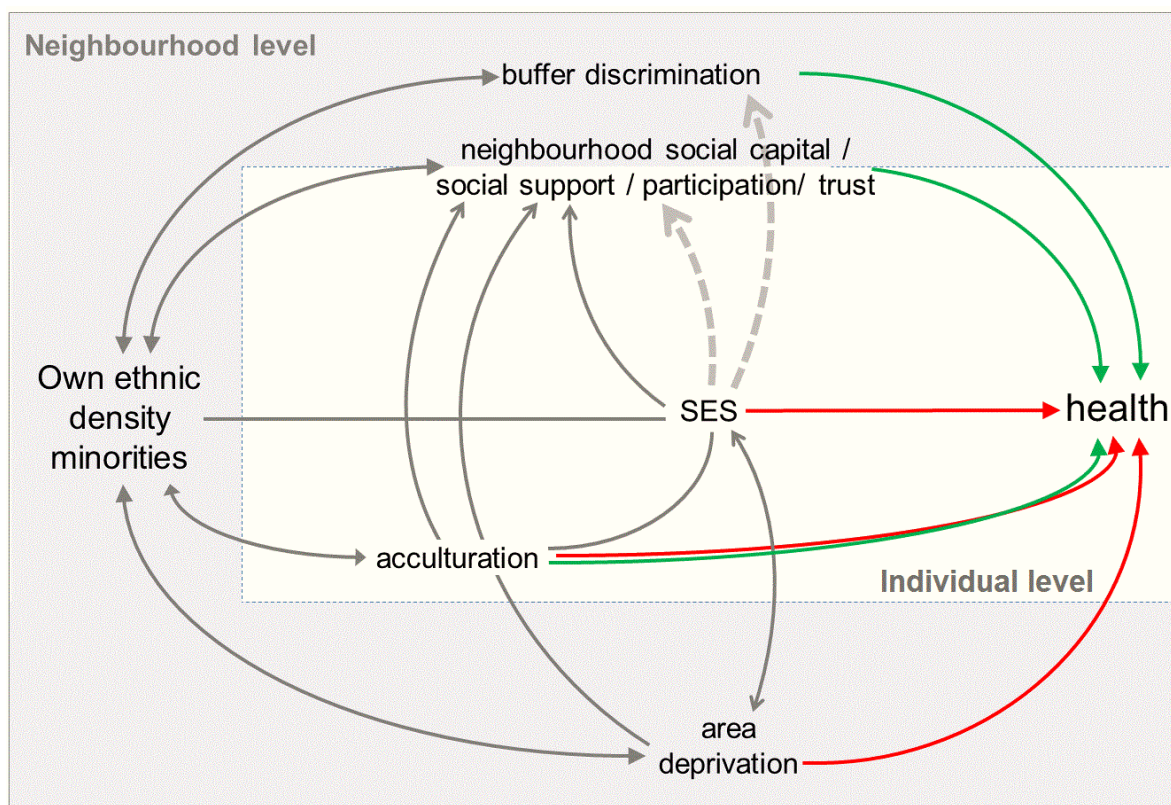 Neighbourhood level
buffer discrimination
neighbourhood social capital /
social support / participation/ trust
Own ethnic
density
minorities
SES
health
acculturation
Individual level
area
deprivation